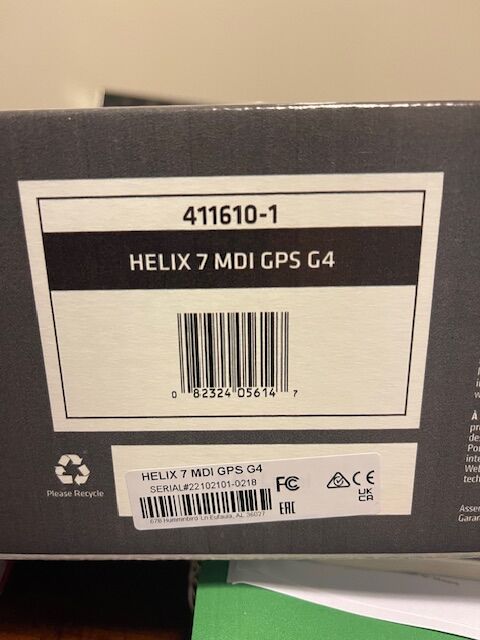 411610-1
HELIX 7 MDI GPS G4
0 82324 05614 7
Please Recycle
HELIX 7 MDI GPS G4
SERIAL#22102101-0218
678 Humminbird Ln Eufaula, AL 36027
FC
EAC
CE
UK
CA
À